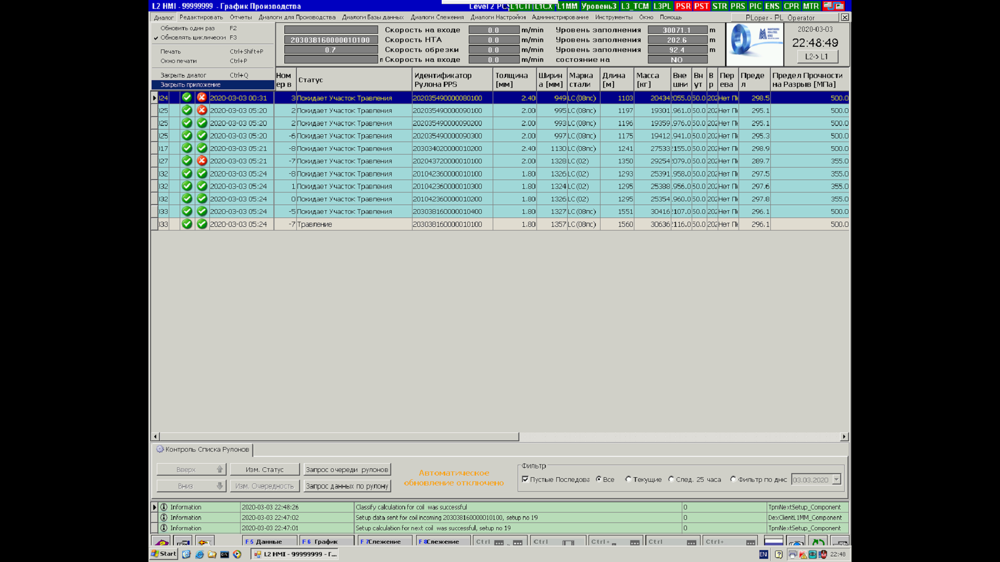 L2 HMI - 99999999 - График Производства
L1MM Уровень3 L3_TCM L3PL PSR PST STR PRS PIC ENS CPR MTR
Диалог Редактировать Отчеты Диалоги для Производства Диалоги Базы данных Диалоги Слежения Диалоги Настройки Администрирование Инструменты Окно Помощь PLoper - PL_Operator
Обновить один раз F2
Обновлять циклически F3
Печать Ctrl+Shift+P
Окно печати Ctrl+P
Закрыть диалог Ctrl+Q
Закрыть приложение
Скорость на входе 0.0 m/min Уровень заполнения 30071.1 m
203038160000010100 Скорость НТА 0.0 m/min Уровень заполнения 202.6 m
0.7 Скорость обрезки 0.0 m/min Уровень заполнения 92.4 m
Скорость на входе 0.0 m/min состояние на NO
2020-03-03
22:48:49
L2-> L1
Ном Идентификатор Толщина Ширин Марка Длина Масса Вне Вн В Пер Преде Предел Прочности
ер в Статус Рулона PPS [мм] а [мм] стали [м] [кг] шни ут р ева л на Разрыв [МПа]
024 2020-03-03 00:31 3 Покидает Участок Травления 202035490000080100 2.40 949 LC (08пс) 1103 20434 2055.0 50.0 202 Нет П 298.5 500.0
025 2020-03-03 05:20 2 Покидает Участок Травления 202035490000090100 2.00 995 LC (08пс) 1197 19301 .961.0 50.0 202 Нет П 295.1 500.0
025 2020-03-03 05:20 2 Покидает Участок Травления 202035490000090200 2.00 993 LC (08пс) 1196 19359 .976.0 50.0 202 Нет П 295.1 500.0
025 2020-03-03 05:20 -6 Покидает Участок Травления 202035490000090300 2.00 997 LC (08пс) 1175 19412 .941.0 50.0 202 Нет П 295.3 500.0
017 2020-03-03 05:21 -8 Покидает Участок Травления 203034020000010200 2.40 1130 LC (08пс) 1241 27533 2155.0 50.0 202 Нет П 298.9 500.0
027 2020-03-03 05:21 -7 Покидает Участок Травления 202043720000010100 2.00 1328 LC (02) 1350 29254 2079.0 50.0 202 Нет П 289.7 355.0
032 2020-03-03 05:24 -8 Покидает Участок Травления 201042360000010100 1.80 1326 LC (02) 1293 25391 .958.0 50.0 202 Нет П 297.5 355.0
032 2020-03-03 05:24 1 Покидает Участок Травления 201042360000010300 1.80 1324 LC (02) 1295 25388 .956.0 50.0 202 Нет П 297.6 355.0
032 2020-03-03 05:24 0 Покидает Участок Травления 201042360000010200 1.80 1326 LC (02) 1295 25354 .960.0 50.0 202 Нет П 297.8 355.0
033 2020-03-03 05:24 -5 Покидает Участок Травления 203038160000010400 1.80 1327 LC (08пс) 1551 30416 2107.0 50.0 202 Нет П 296.1 500.0
033 2020-03-03 05:24 -7 Травление 203038160000010100 1.80 1357 LC (08пс) 1560 30636 2116.0 50.0 202 Нет П 296.1 500.0
Контроль Списка Рулонов
Вверх Изм. Статус Запрос очереди рулонов
Вниз Изм. Очередность Запрос данных по рулону
Автоматическое
обновление отключено
Фильтр
Пустые Последова Все Текущие След. 25 часа Фильтр по дню 03.03.2020
Information 2020-03-03 22:48:26 Classify calculation for coil was successful 0 TpmNextSetup_Component
Information 2020-03-03 22:47:02 Setup data sent for coil incoming 203038160000010100, setup no 19 0 DexClientL1MM_Component
Information 2020-03-03 22:47:01 Setup calculation for next coil was successful, setup no 19 0 TpmNextSetup_Component
F5 Данные F6 График F7 Слежение F8 Слежение Ctrl Ctrl Ctrl+ Ctrl Ctrl+
Start L2 HMI - 99999999 - Г... EN 22:48